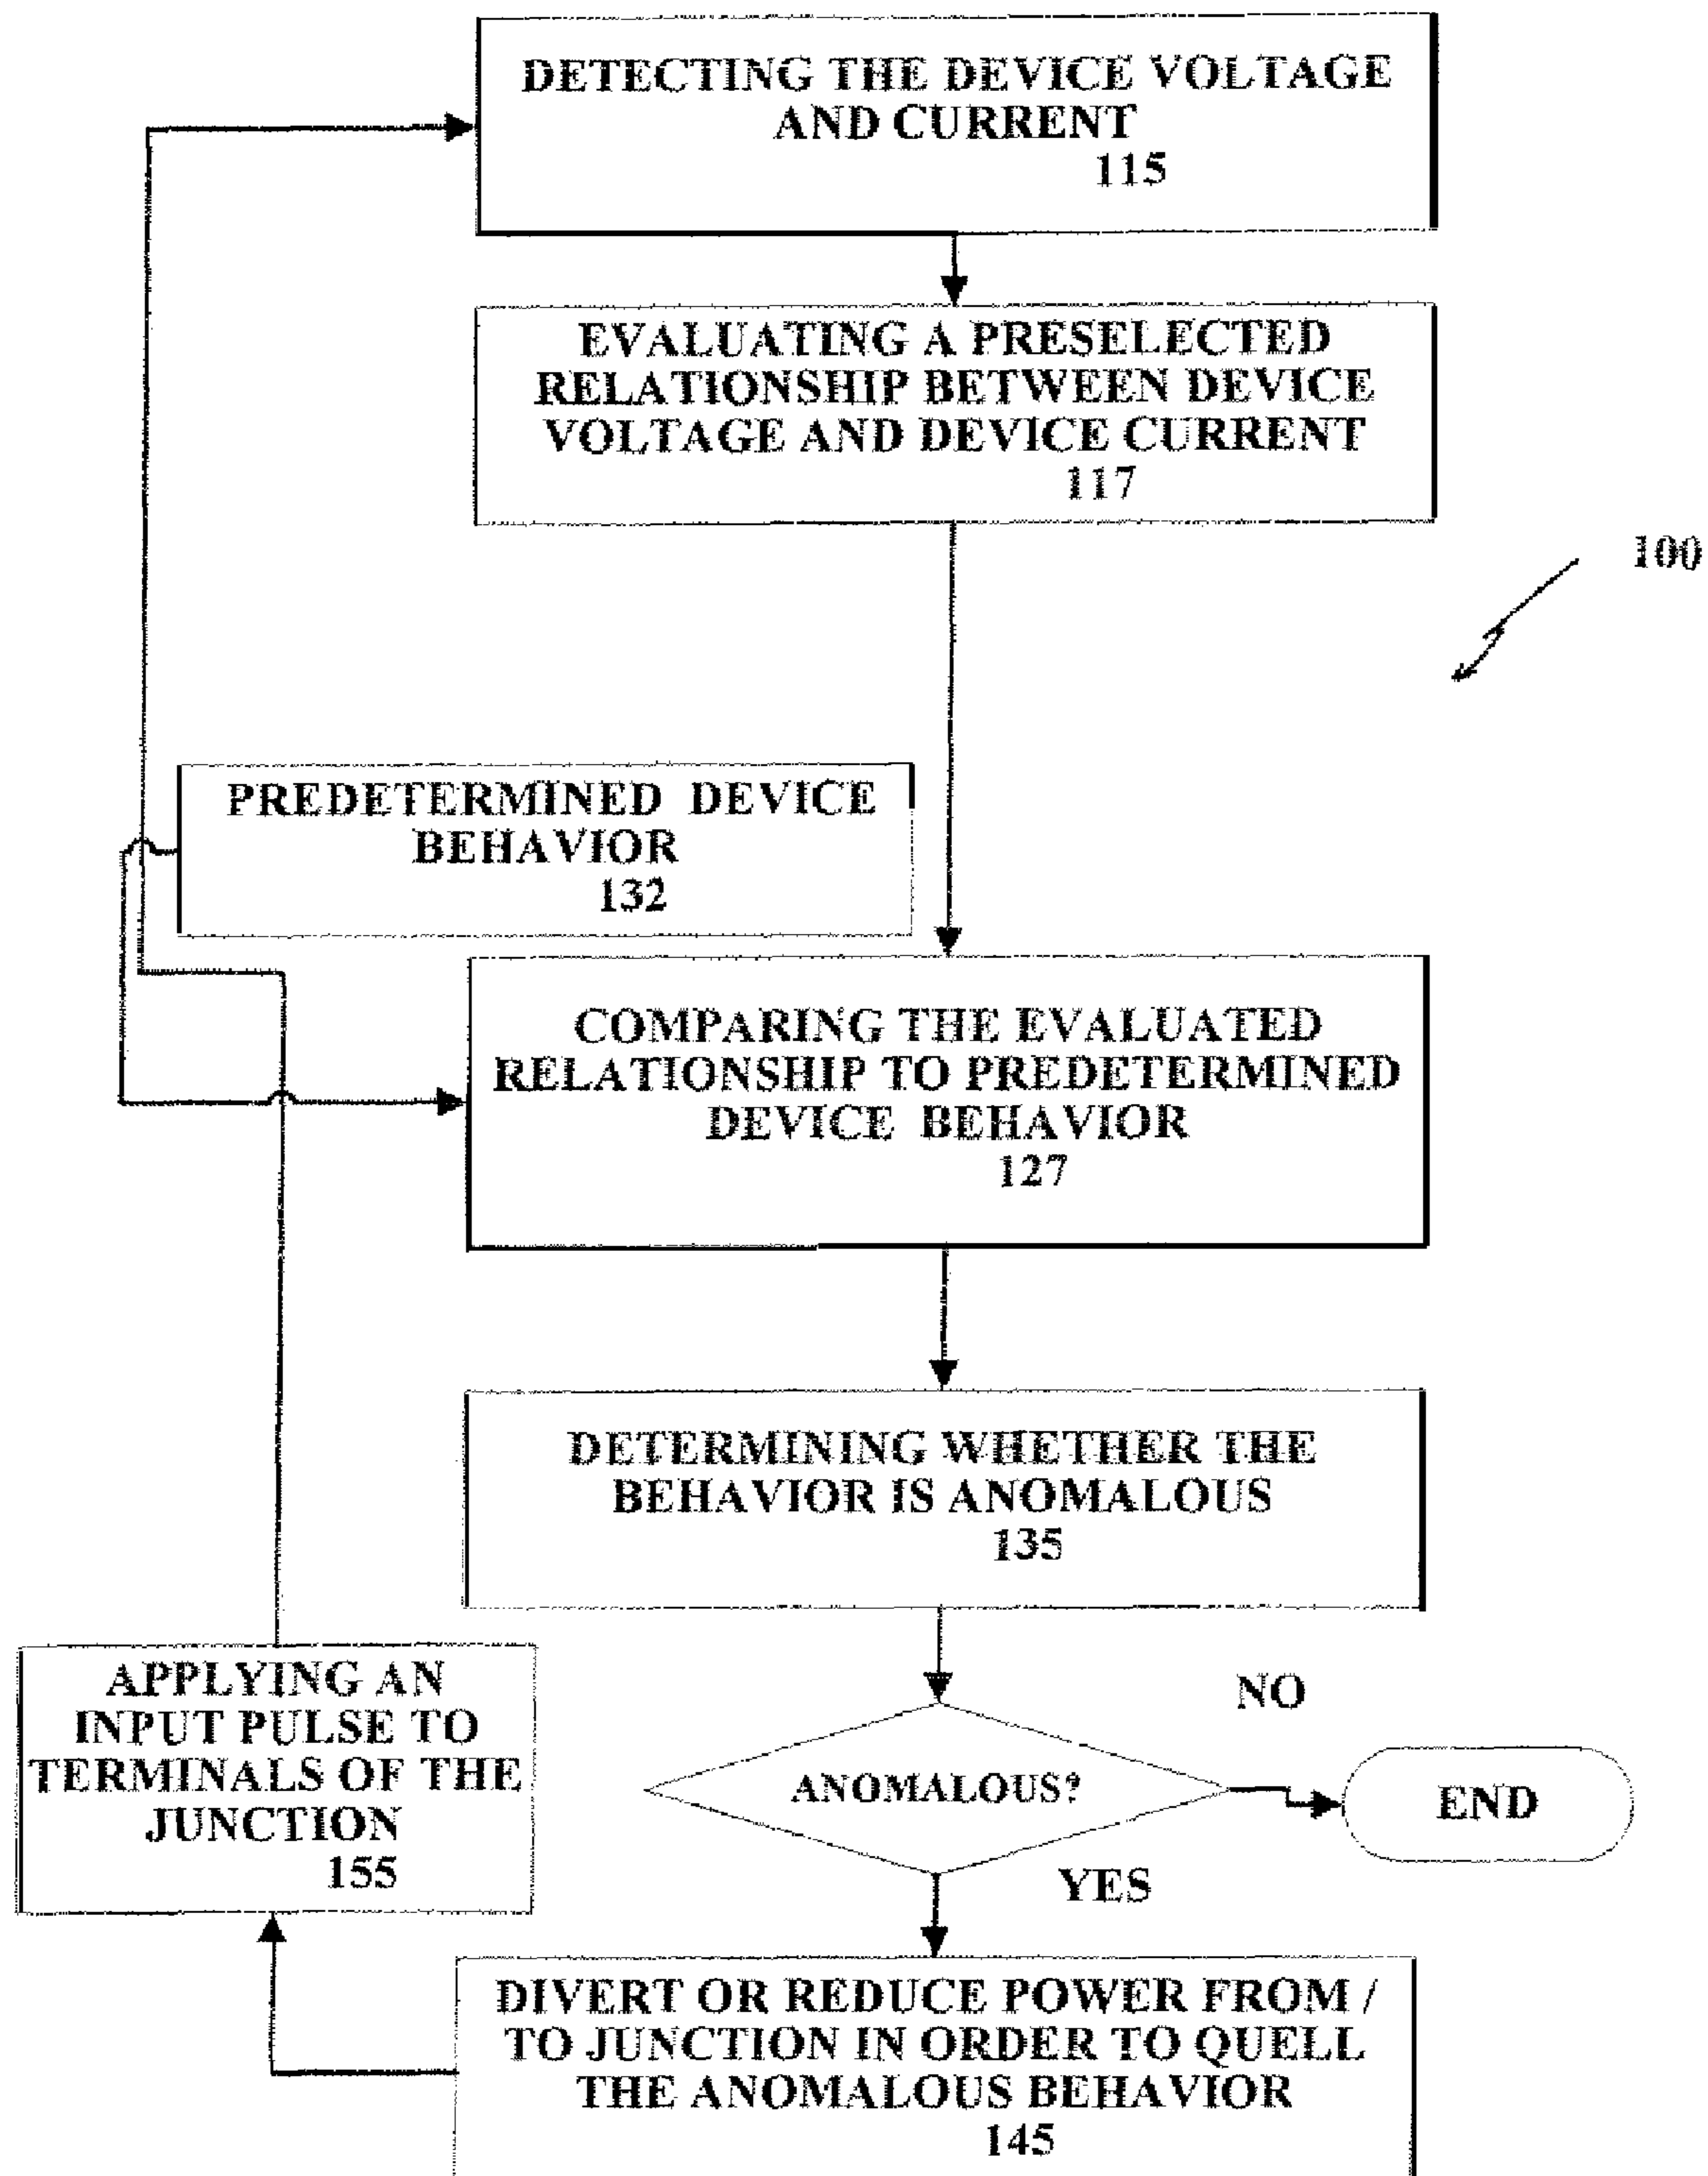 DETECTING THE DEVICE VOLTAGE
AND CURRENT
115
EVALUATING A PRESELECTED
RELATIONSHIP BETWEEN DEVICE
VOLTAGE AND DEVICE CURRENT
117
100
PREDETERMINED DEVICE
BEHAVIOR
132
COMPARING THE EVALUATED
RELATIONSHIP TO PREDETERMINED
DEVICE BEHAVIOR
127
DETERMINING WHETHER THE
BEHAVIOR IS ANOMALOUS
135
APPLYING AN
INPUT PULSE TO
TERMINALS OF THE
JUNCTION
155
NO
ANOMALOUS?
END
YES
DIVERT OR REDUCE POWER FROM /
TO JUNCTION IN ORDER TO QUELL
THE ANOMALOUS BEHAVIOR
145